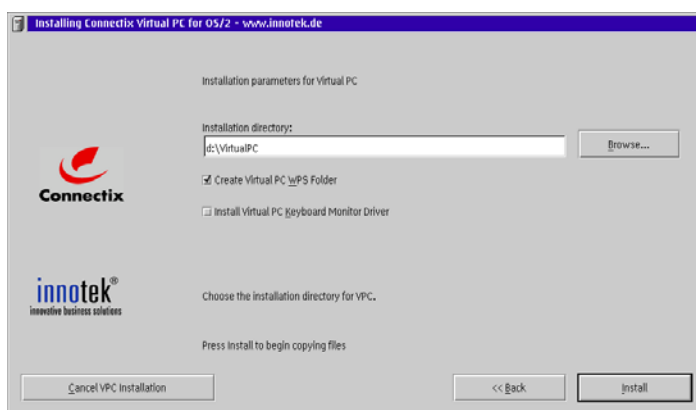 Installing Connectix Virtual PC for OS/2 - www.innotek.de
Installation parameters for Virtual PC
Installation directory:
d:\VirtualPC
Browse...
Create Virtual PC WPS Folder
Install Virtual PC Keyboard Monitor Driver
Connectix
innotek®
innovative business solutions
Choose the installation directory for VPC.
Press Install to begin copying files
Cancel VPC Installation
<< Back
Install